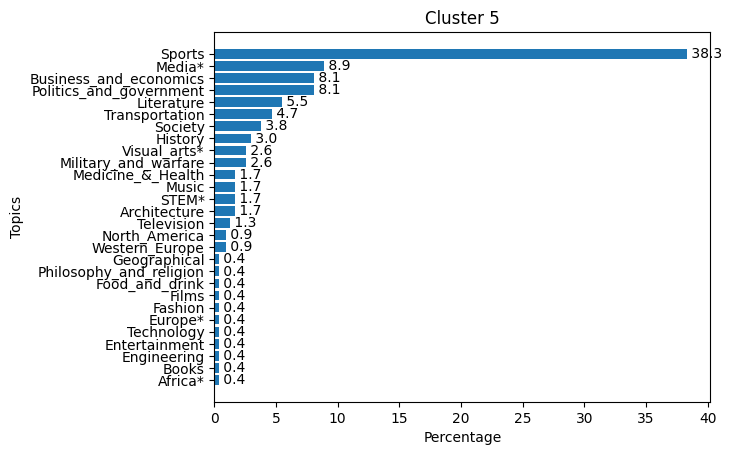 Cluster 5
Topics
Sports 38.3
Media* 8.9
Business_and_economics 8.1
Politics_and_government 8.1
Literature 5.5
Transportation 4.7
Society 3.8
History 3.0
Visual_arts* 2.6
Military_and_warfare 2.6
Medicine_&_Health 1.7
Music 1.7
STEM* 1.7
Architecture 1.7
Television 1.3
North_America 0.9
Western_Europe 0.9
Geographical 0.4
Philosophy_and_religion 0.4
Food_and_drink 0.4
Films 0.4
Fashion 0.4
Europe* 0.4
Technology 0.4
Entertainment 0.4
Engineering 0.4
Books 0.4
Africa* 0.4
0 5 10 15 20 25 30 35 40
Percentage